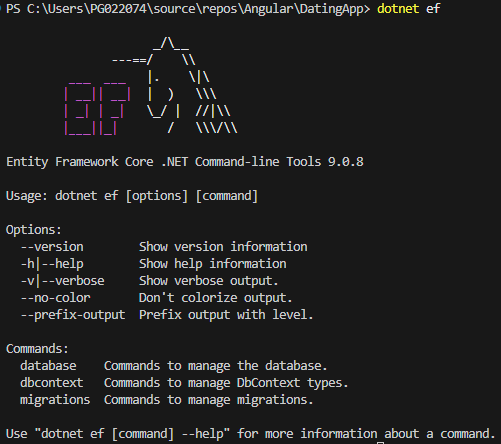 PS C:\Users\PG022074\source\repos\Angular\DatingApp> dotnet ef
                     _/\__
               ---==/    \\
         ___  ___   |.    \|\
        | __|| __|  |  )   \\\
        | _| | _|   \_/ |  //|\\
        |___||_|       /   \\\/\\
Entity Framework Core .NET Command-line Tools 9.0.8
Usage: dotnet ef [options] [command]
Options:
  --version        Show version information
  -h|--help        Show help information
  -v|--verbose     Show verbose output.
  --no-color       Don't colorize output.
  --prefix-output  Prefix output with level.
Commands:
  database    Commands to manage the database.
  dbcontext   Commands to manage DbContext types.
  migrations  Commands to manage migrations.
Use "dotnet ef [command] --help" for more information about a command.